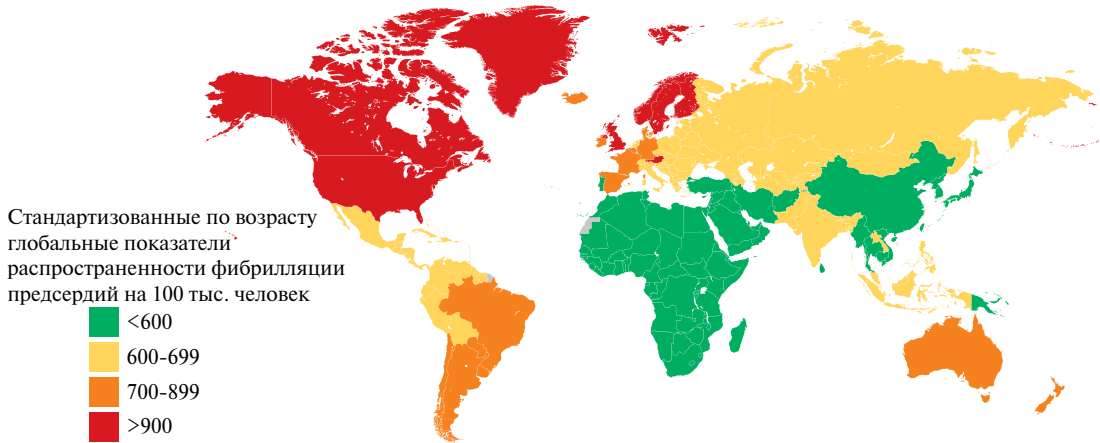 Стандартизованные по возрасту
глобальные показатели
распространенности фибрилляции
предсердий на 100 тыс. человек
<600
600-699
700-899
>900